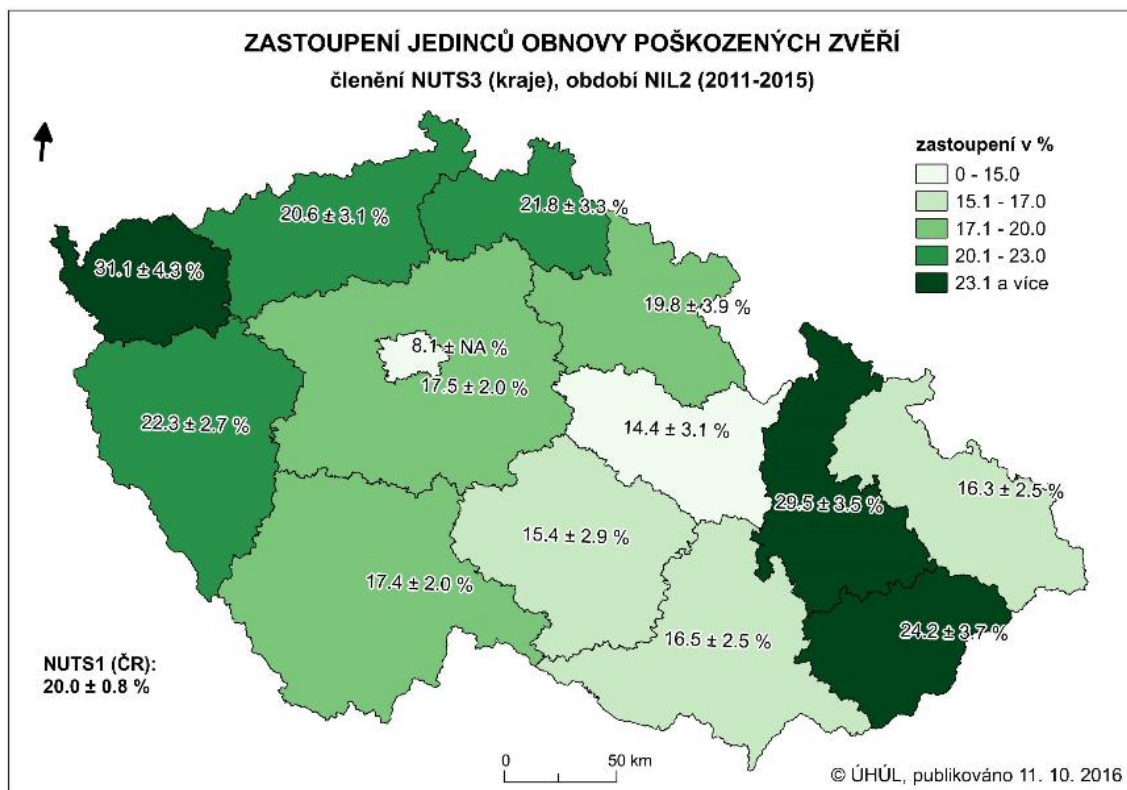 ZASTOUPENÍ JEDINCŮ OBNOVY POŠKOZENÝCH ZVĚŘÍ
členění NUTS3 (kraje), období NIL2 (2011-2015)
zastoupení v %
0 - 15.0
15.1 - 17.0
17.1 - 20.0
20.1 - 23.0
23.1 a více
20.6 ± 3.1 %
21.8 ± 3.3 %
31.1 ± 4.3 %
19.8 ± 3.9 %
8.1 ± NA %
17.5 ± 2.0 %
22.3 ± 2.7 %
14.4 ± 3.1 %
29.5 ± 3.5 %
16.3 ± 2.5 %
15.4 ± 2.9 %
17.4 ± 2.0 %
16.5 ± 2.5 %
24.2 ± 3.7 %
NUTS1 (ČR):
20.0 ± 0.8 %
0 50 km
© ÚHÚL, publikováno 11. 10. 2016